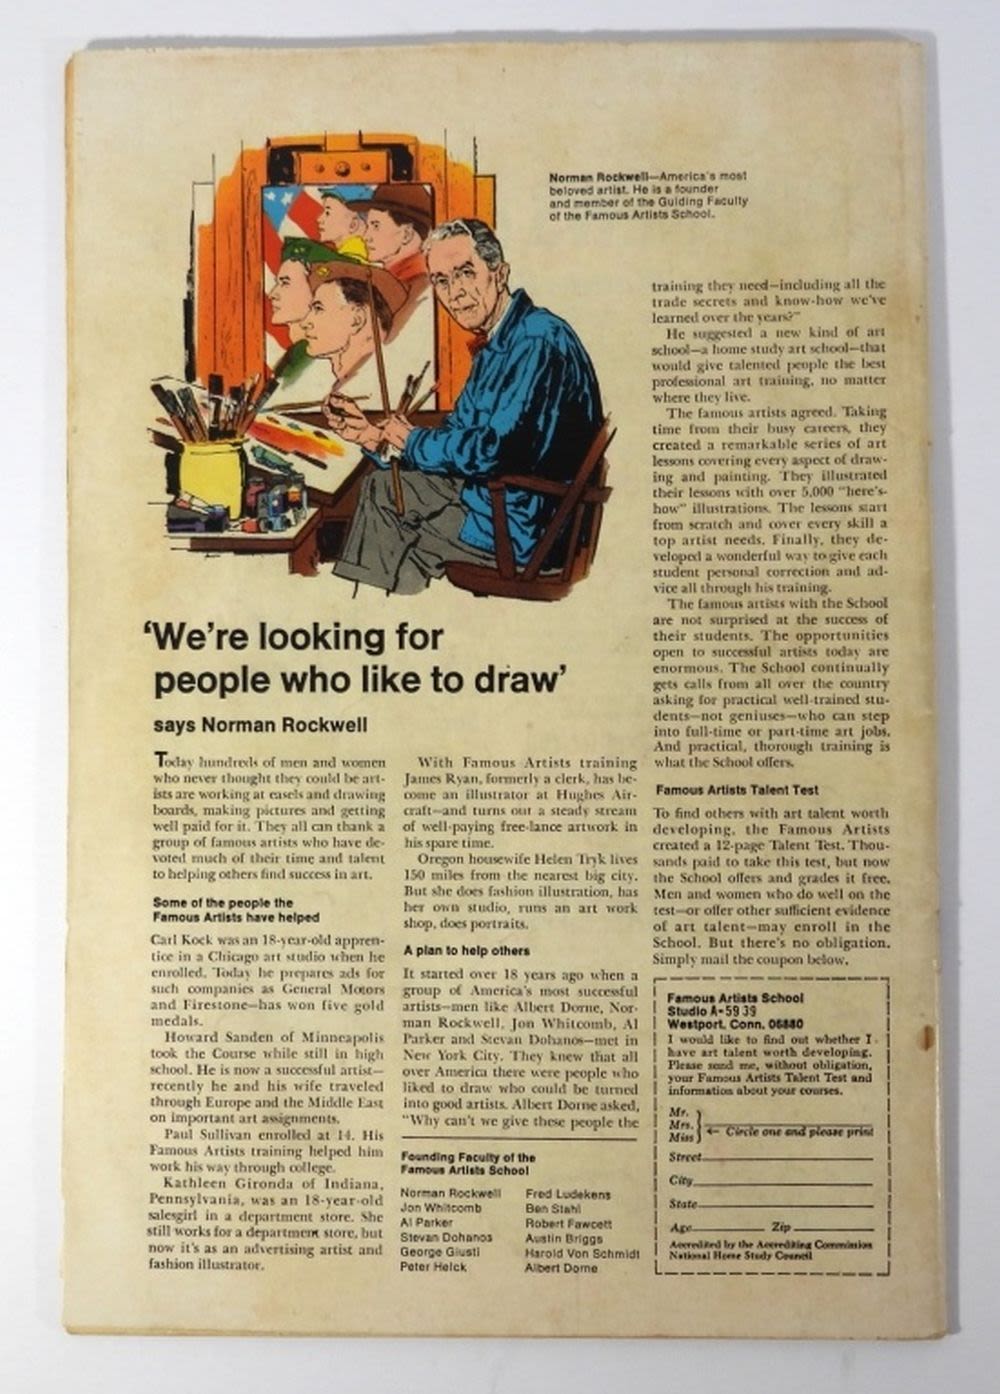 Norman Rockwell—America's most
beloved artist. He is a founder
and member of the Guiding Faculty
of the Famous Artists School.
'We're looking for
people who like to draw'
says Norman Rockwell
Today hundreds of men and women
who never thought they could be art-
ists are working at easels and drawing
boards, making pictures and getting
well paid for it. They all can thank a
group of famous artists who have de-
voted much of their time and talent
to helping others find success in art.
Some of the people the
Famous Artists have helped
Carl Kock was an 18-year-old appren-
tice in a Chicago art studio when he
enrolled. Today he prepares ads for
such companies as General Motors
and Firestone—has won five gold
medals.
Howard Sanden of Minneapolis
took the Course while still in high
school. He is now a successful artist—
recently he and his wife traveled
through Europe and the Middle East
on important art assignments.
Paul Sullivan enrolled at 14. His
Famous Artists training helped him
work his way through college.
Kathleen Gironda of Indiana,
Pennsylvania, was an 18-year-old
salesgirl in a department store. She
still works for a department store, but
now it's as an advertising artist and
fashion illustrator.
With Famous Artists training
James Ryan, formerly a clerk, has be-
come an illustrator at Hughes Air-
craft—and turns out a steady stream
of well-paying free-lance artwork in
his spare time.
Oregon housewife Helen Tryk lives
150 miles from the nearest big city.
But she does fashion illustration, has
her own studio, runs an art work
shop, does portraits.
A plan to help others
It started over 18 years ago when a
group of America's most successful
artists—men like Albert Dorne, Nor-
man Rockwell, Jon Whitcomb, Al
Parker and Stevan Dohanos—met in
New York City. They knew that all
over America there were people who
liked to draw who could be turned
into good artists. Albert Dorne asked,
"Why can't we give these people the
Founding Faculty of the
Famous Artists School
Norman Rockwell
Jon Whitcomb
Al Parker
Stevan Dohanos
George Giusti
Peter Helck
Fred Ludekens
Ben Stahl
Robert Fawcett
Austin Briggs
Harold Von Schmidt
Albert Dorne
training they need—including all the
trade secrets and know-how we've
learned over the years?"
He suggested a new kind of art
school—a home study art school—that
would give talented people the best
professional art training, no matter
where they live.
The famous artists agreed. Taking
time from their busy careers, they
created a remarkable series of art
lessons covering every aspect of draw-
ing and painting. They illustrated
their lessons with over 5,000 "here's-
how" illustrations. The lessons start
from scratch and cover every skill a
top artist needs. Finally, they de-
veloped a wonderful way to give each
student personal correction and ad-
vice all through his training.
The famous artists with the School
are not surprised at the success of
their students. The opportunities
open to successful artists today are
enormous. The School continually
gets calls from all over the country
asking for practical well-trained stu-
dents—not geniuses—who can step
into full-time or part-time art jobs.
And practical, thorough training is
what the School offers.
Famous Artists Talent Test
To find others with art talent worth
developing, the Famous Artists
created a 12-page Talent Test. Thou-
sands paid to take this test, but now
the School offers and grades it free.
Men and women who do well on the
test—or offer other sufficient evidence
of art talent—may enroll in the
School. But there's no obligation.
Simply mail the coupon below.
Famous Artists School
Studio A-5939
Westport, Conn. 06880
I would like to find out whether I
have art talent worth developing.
Please send me, without obligation,
your Famous Artists Talent Test and
information about your courses.
Mr.
Mrs.
Miss
Circle one and please print
Street
City
State
Age Zip
Accredited by the Accrediting Commission
National Home Study Council